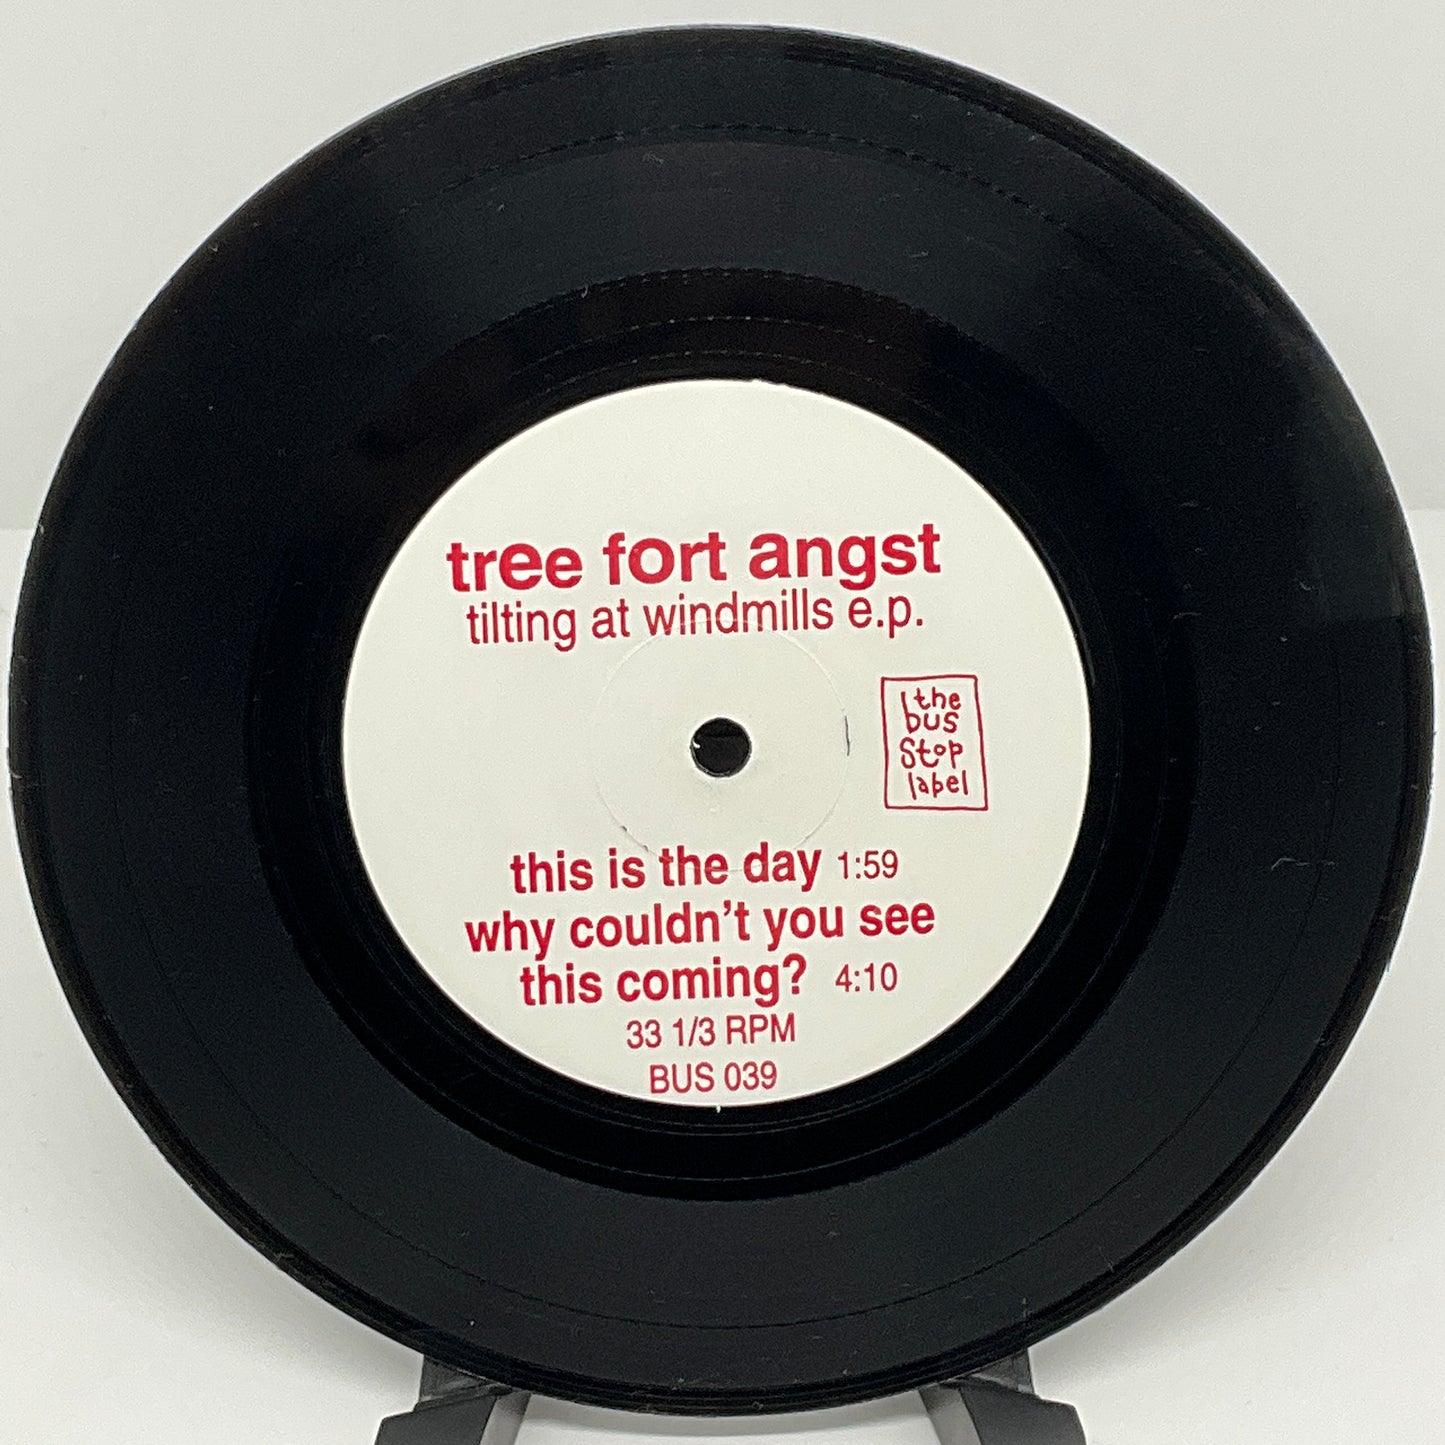 tree fort angst
tilting at windmills e.p.
the
bus
stop
label
this is the day 1:59
why couldn't you see
this coming? 4:10
33 1/3 RPM
BUS 039